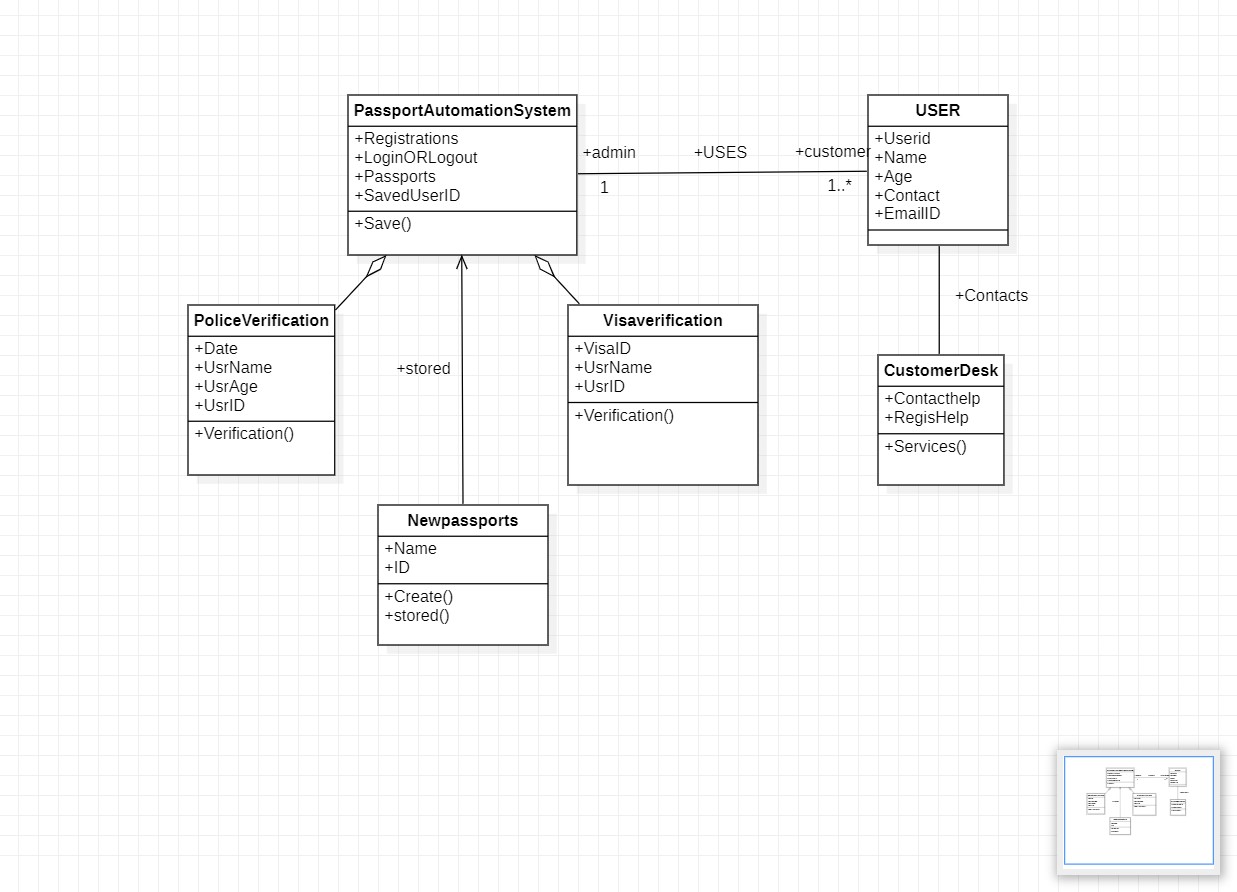 PassportAutomationSystem
+Registrations
+LoginORLogout
+Passports
+SavedUserID
+Save()
+admin
+USES
+customer
1
1..*
USER
+Userid
+Name
+Age
+Contact
+EmailID
PoliceVerification
+Date
+UsrName
+UsrAge
+UsrID
+Verification()
+stored
Visaverification
+VisaID
+UsrName
+UsrID
+Verification()
+Contacts
CustomerDesk
+Contacthelp
+RegisHelp
+Services()
Newpassports
+Name
+ID
+Create()
+stored()